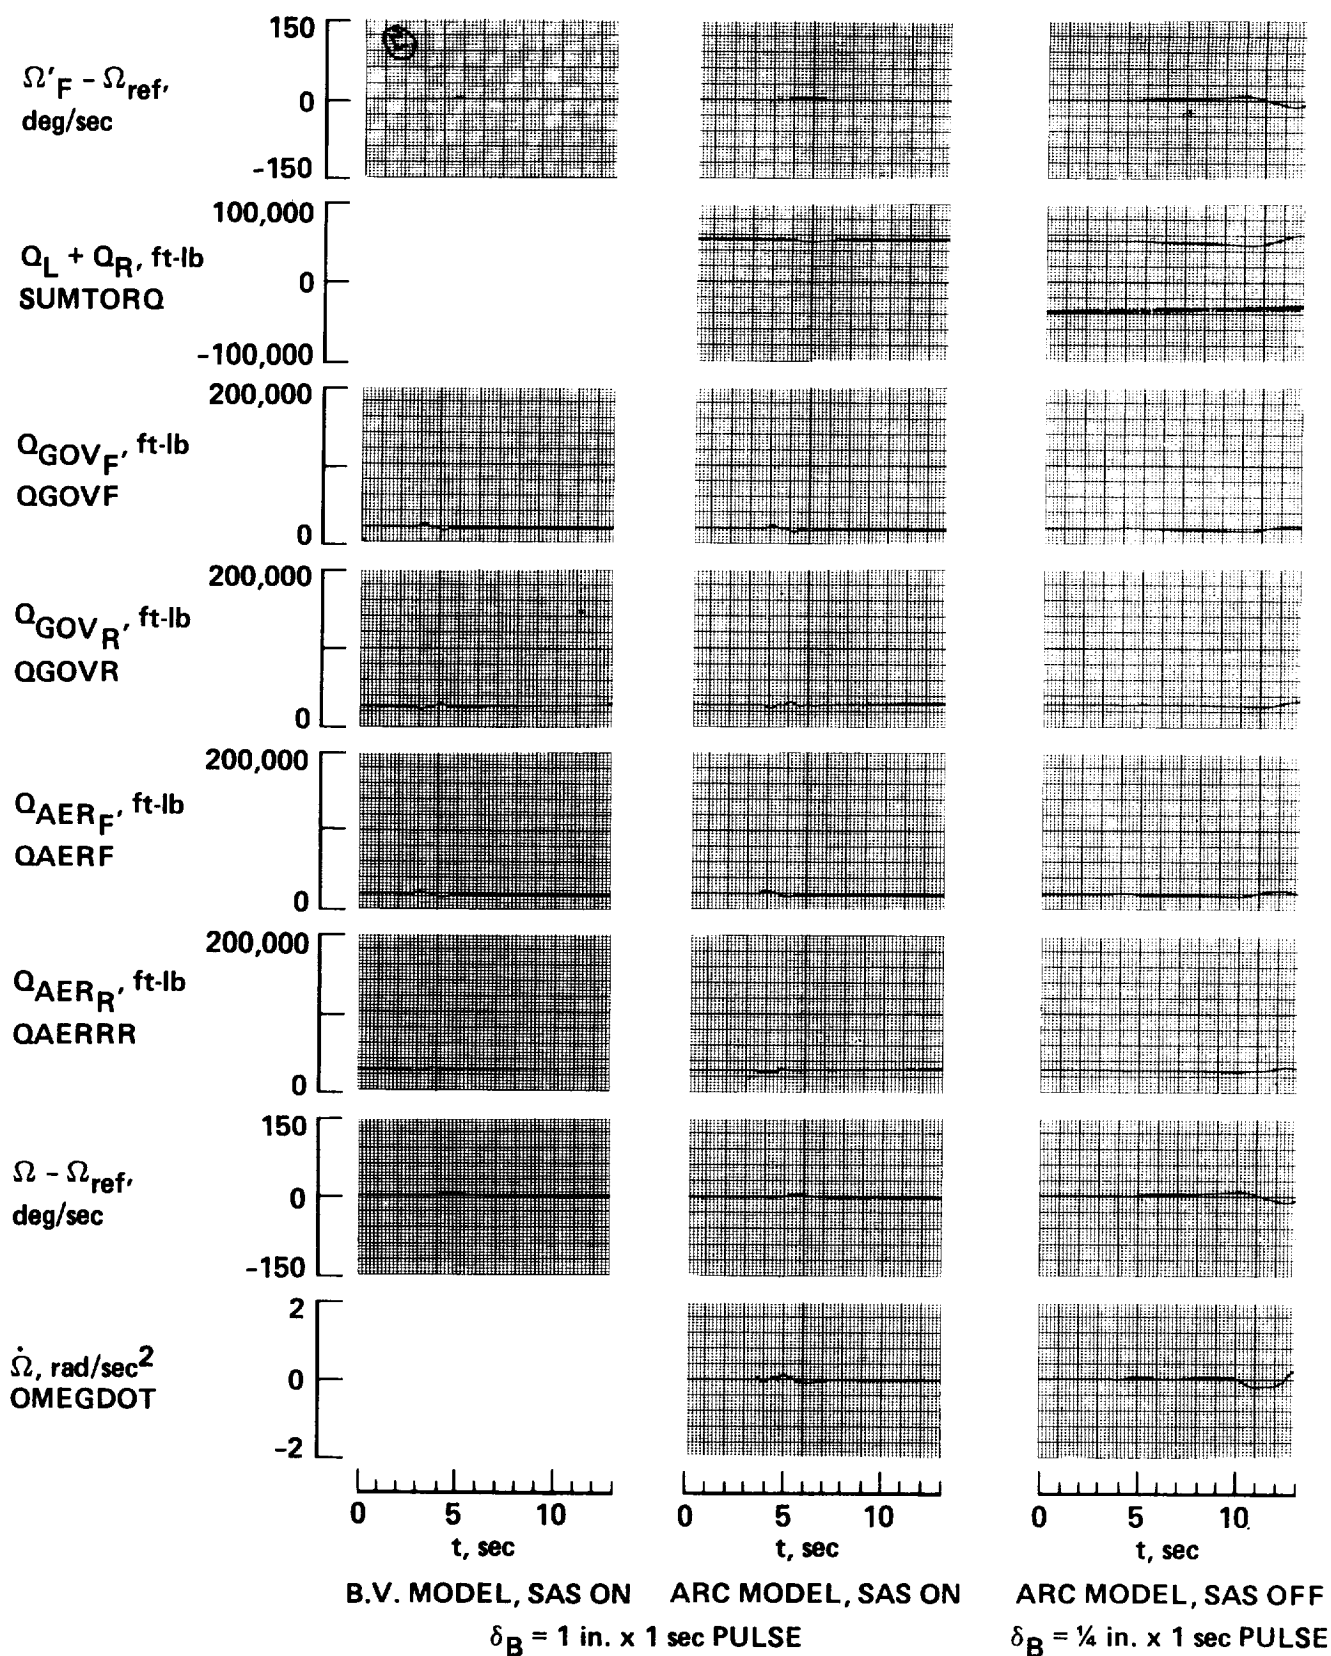 150
Ω'F – Ωref,
0
deg/sec
-150
100,000
QL + QR, ft-lb
0
SUMTORQ
-100,000
200,000
QGOVF, ft-lb
QGOVF
0
200,000
QGOVR, ft-lb
QGOVR
0
200,000
QAERF, ft-lb
QAERF
0
200,000
QAERR, ft-lb
QAERRR
0
150
Ω – Ωref,
0
deg/sec
-150
2
Ω̇, rad/sec2
0
OMEGDOT
-2
0 5 10 0 5 10 0 5 10
t, sec t, sec t, sec
B.V. MODEL, SAS ON ARC MODEL, SAS ON ARC MODEL, SAS OFF
δB = 1 in. x 1 sec PULSE δB = ¼ in. x 1 sec PULSE